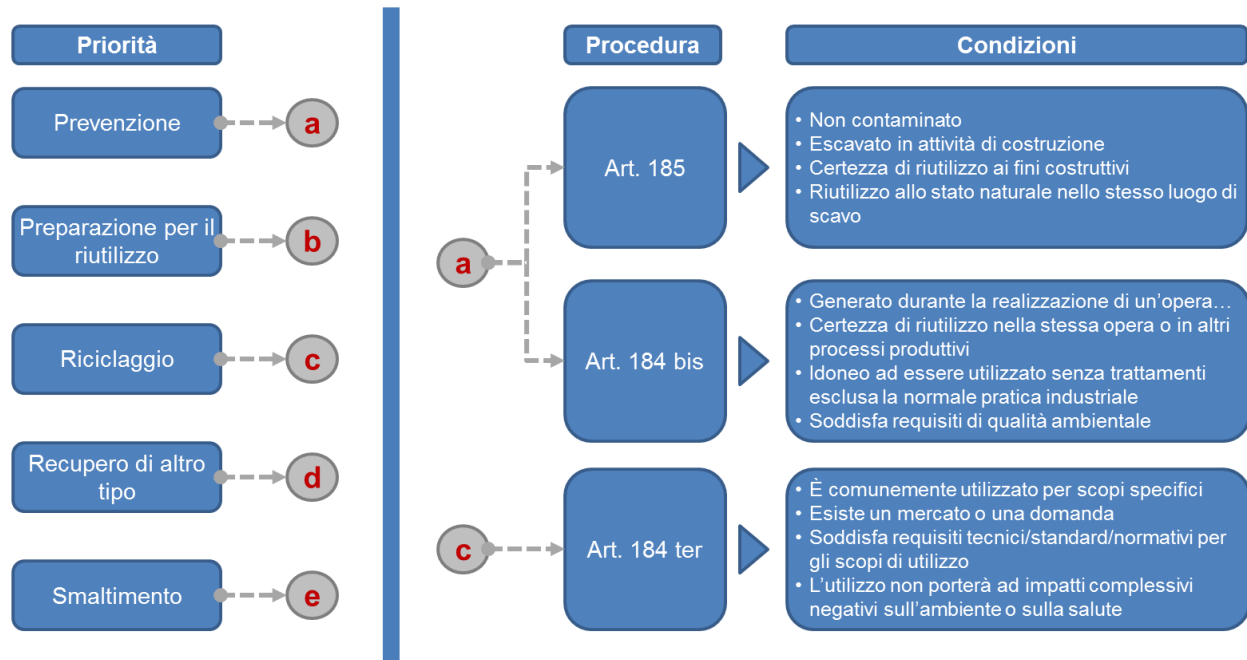 Priorità
Prevenzione
a
Preparazione per il
riutilizzo
b
Riciclaggio
c
Recupero di altro
tipo
d
Smaltimento
e
Procedura
Condizioni
a
Art. 185
• Non contaminato
• Escavato in attività di costruzione
• Certezza di riutilizzo ai fini costruttivi
• Riutilizzo allo stato naturale nello stesso luogo di
scavo
Art. 184 bis
• Generato durante la realizzazione di un’opera…
• Certezza di riutilizzo nella stessa opera o in altri
processi produttivi
• Idoneo ad essere utilizzato senza trattamenti
esclusa la normale pratica industriale
• Soddisfa requisiti di qualità ambientale
c
Art. 184 ter
• È comunemente utilizzato per scopi specifici
• Esiste un mercato o una domanda
• Soddisfa requisiti tecnici/standard/normativi per
gli scopi di utilizzo
• L’utilizzo non porterà ad impatti complessivi
negativi sull’ambiente o sulla salute